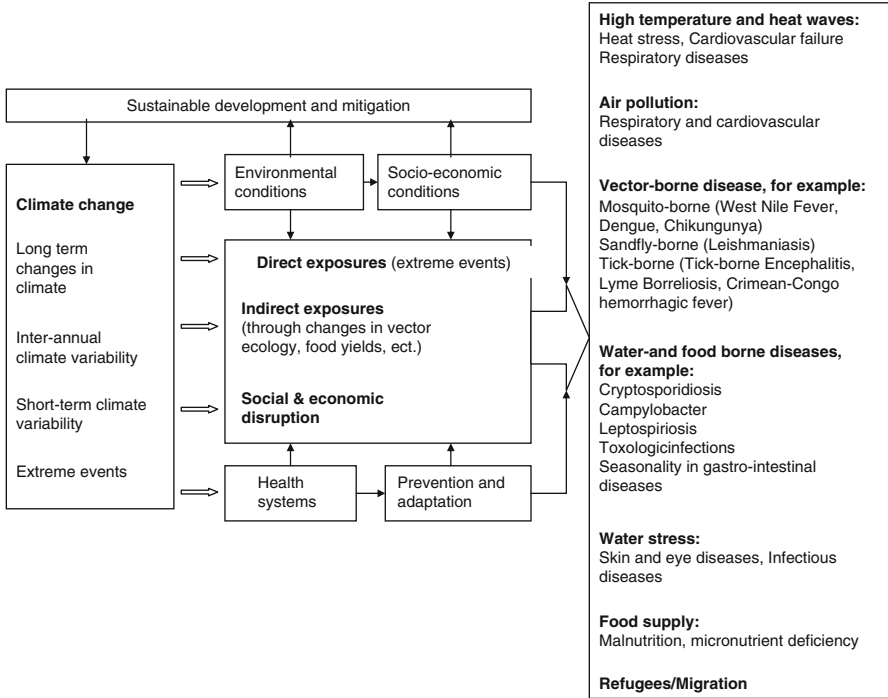 Sustainable development and mitigation
Climate change
Long term
changes in
climate
Inter-annual
climate variability
Short-term climate
variability
Extreme events
Environmental
conditions
Socio-economic
conditions
Direct exposures (extreme events)
Indirect exposures
(through changes in vector
ecology, food yields, ect.)
Social & economic
disruption
Health
systems
Prevention and
adaptation
High temperature and heat waves:
Heat stress, Cardiovascular failure
Respiratory diseases
Air pollution:
Respiratory and cardiovascular
diseases
Vector-borne disease, for example:
Mosquito-borne (West Nile Fever,
Dengue, Chikungunya)
Sandfly-borne (Leishmaniasis)
Tick-borne (Tick-borne Encephalitis,
Lyme Borreliosis, Crimean-Congo
hemorrhagic fever)
Water-and food borne diseases,
for example:
Cryptosporidiosis
Campylobacter
Leptospiriosis
Toxologicinfections
Seasonality in gastro-intestinal
diseases
Water stress:
Skin and eye diseases, Infectious
diseases
Food supply:
Malnutrition, micronutrient deficiency
Refugees/Migration